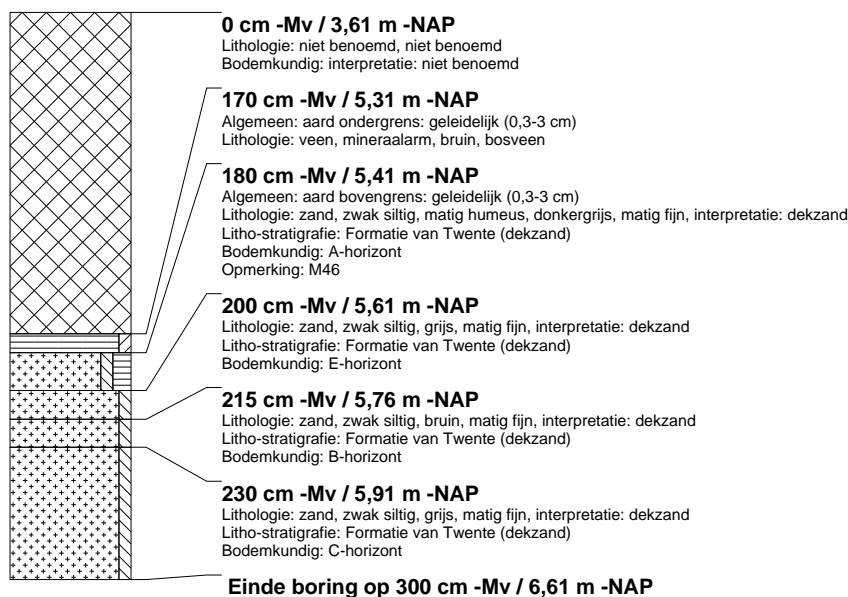 0 cm -Mv / 3,61 m -NAP
Lithologie: niet benoemd, niet benoemd
Bodemkundig: interpretatie: niet benoemd
170 cm -Mv / 5,31 m -NAP
Algemeen: aard ondergrens: geleidelijk (0,3-3 cm)
Lithologie: veen, mineraalarm, bruin, bosveen
180 cm -Mv / 5,41 m -NAP
Algemeen: aard bovengrens: geleidelijk (0,3-3 cm)
Lithologie: zand, zwak siltig, matig humeus, donkergrijs, matig fijn, interpretatie: dekzand
Litho-stratigrafie: Formatie van Twente (dekzand)
Bodemkundig: A-horizont
Opmerking: M46
200 cm -Mv / 5,61 m -NAP
Lithologie: zand, zwak siltig, grijs, matig fijn, interpretatie: dekzand
Litho-stratigrafie: Formatie van Twente (dekzand)
Bodemkundig: E-horizont
215 cm -Mv / 5,76 m -NAP
Lithologie: zand, zwak siltig, bruin, matig fijn, interpretatie: dekzand
Litho-stratigrafie: Formatie van Twente (dekzand)
Bodemkundig: B-horizont
230 cm -Mv / 5,91 m -NAP
Lithologie: zand, zwak siltig, grijs, matig fijn, interpretatie: dekzand
Litho-stratigrafie: Formatie van Twente (dekzand)
Bodemkundig: C-horizont
Einde boring op 300 cm -Mv / 6,61 m -NAP